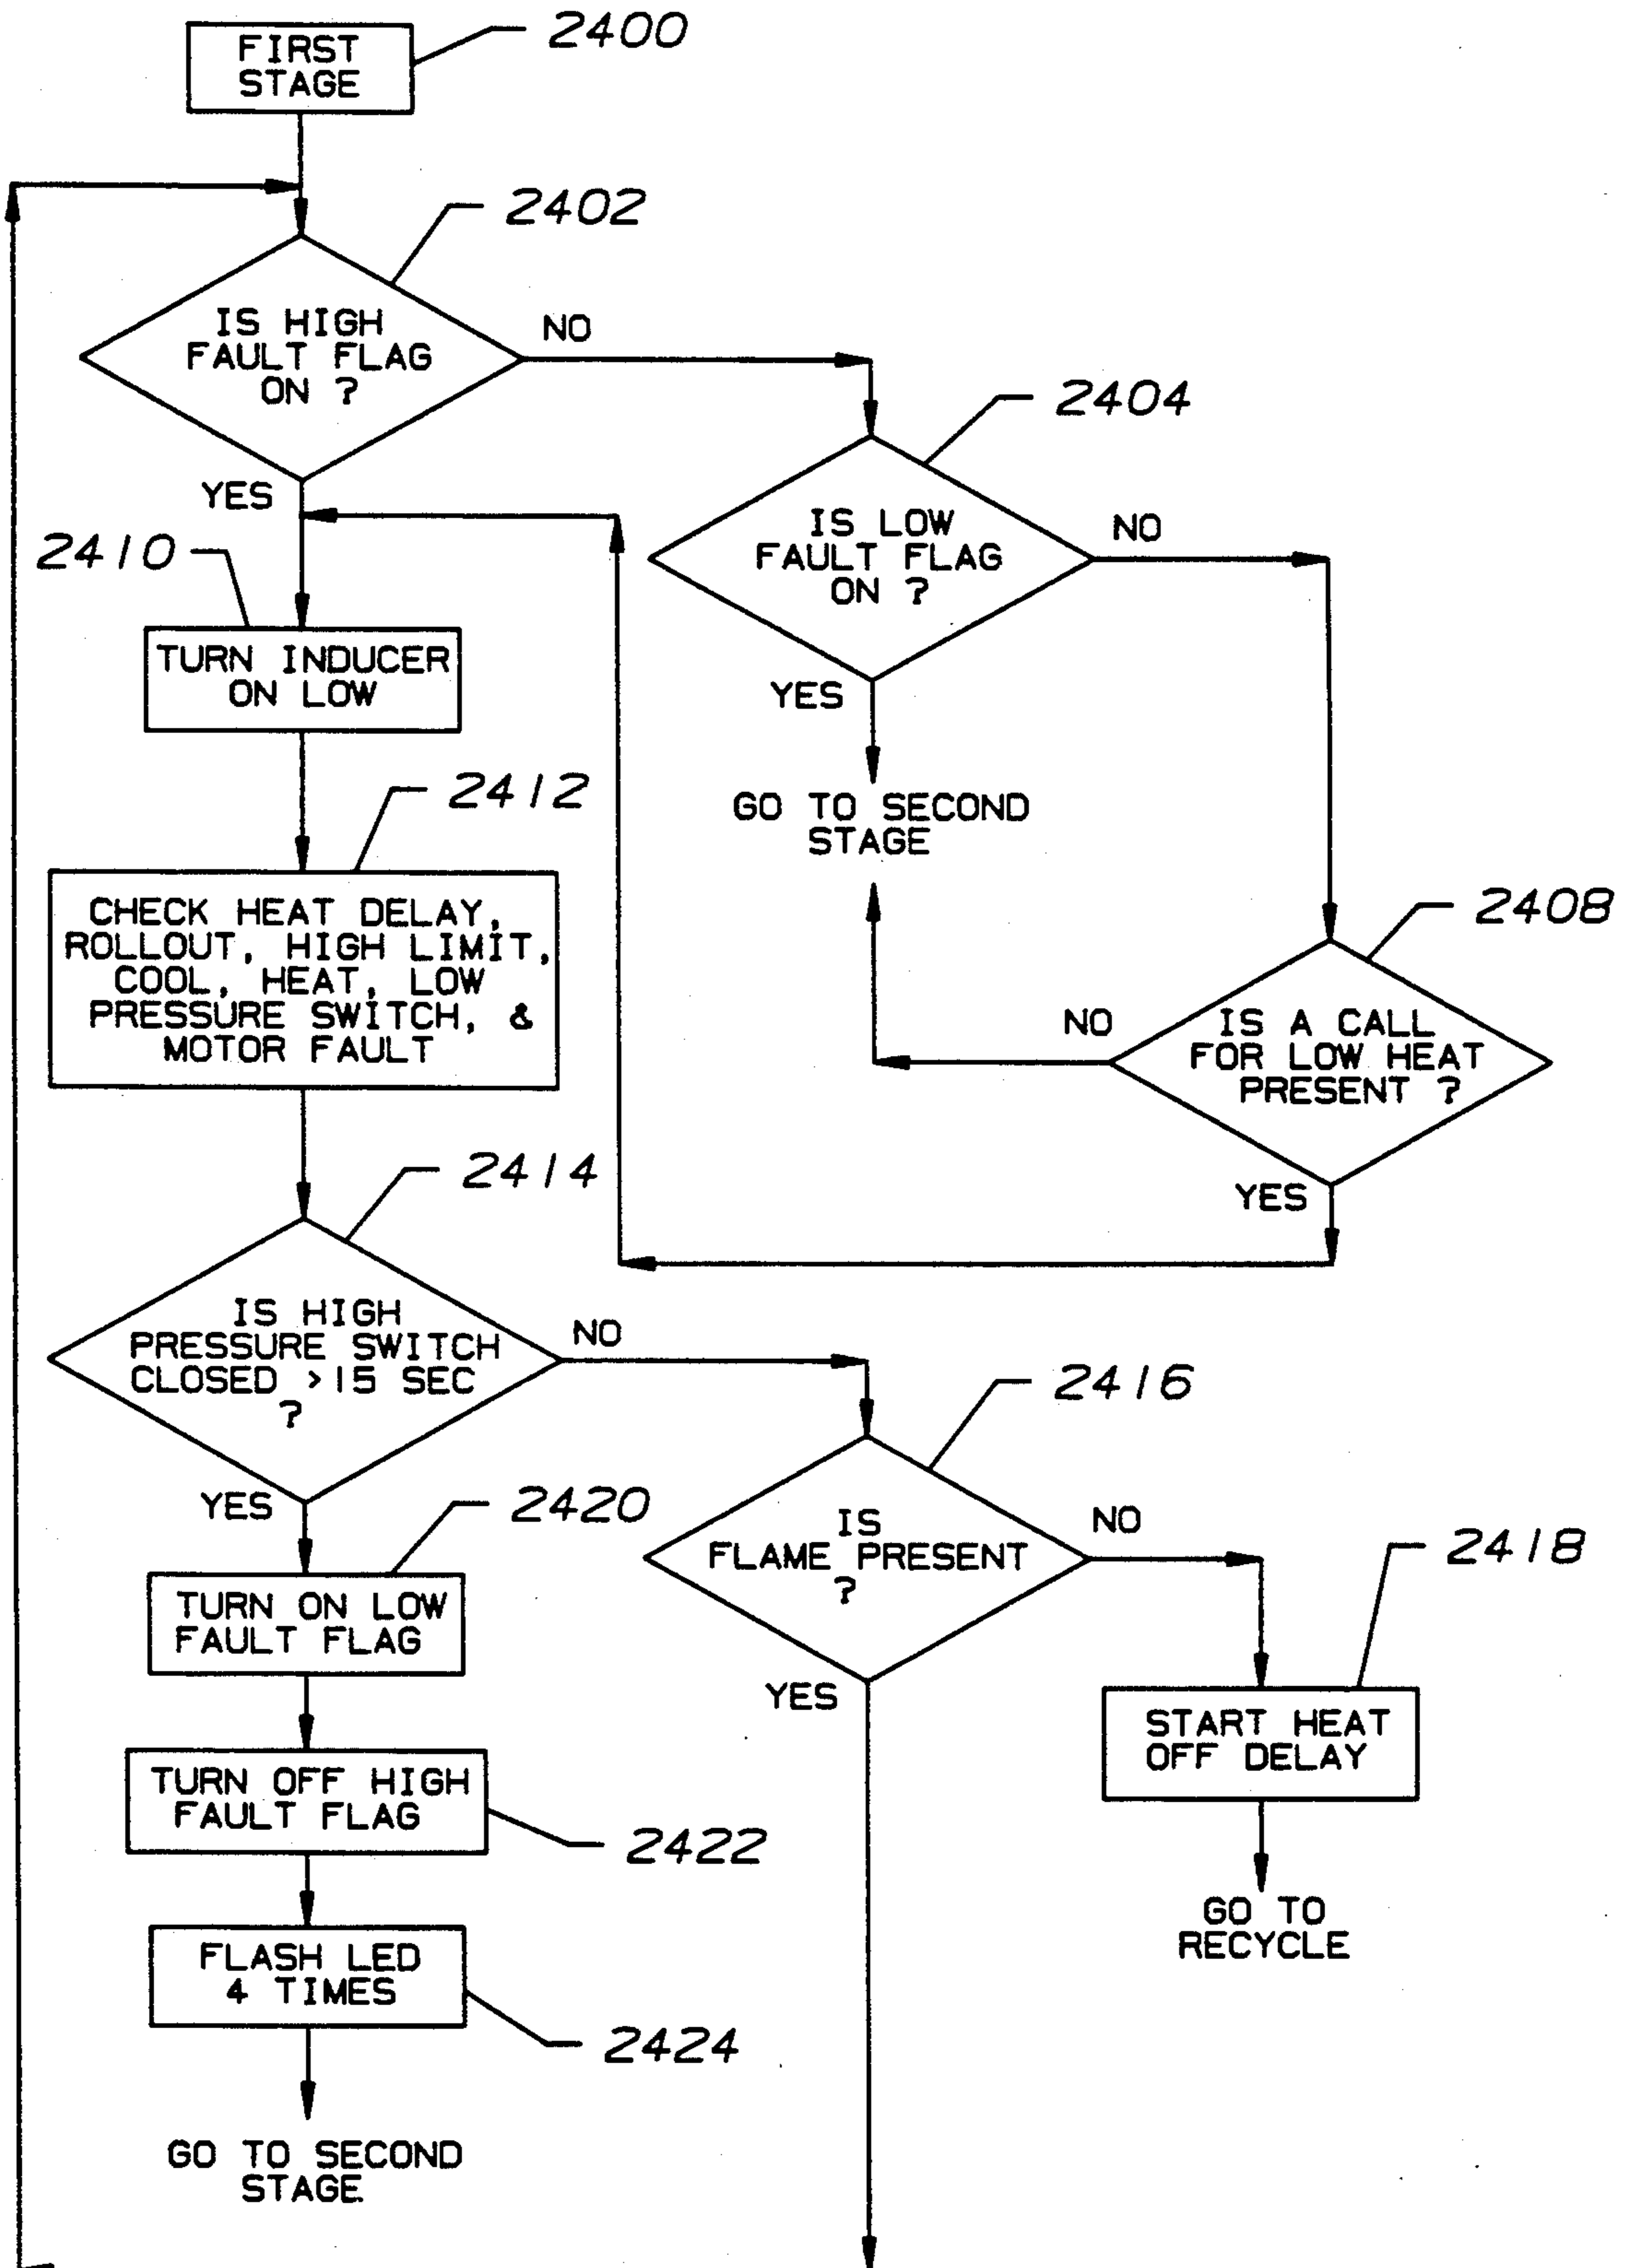 FIRST
STAGE
2400
2402
IS HIGH
FAULT FLAG
ON ?
NO
YES
2404
IS LOW
FAULT FLAG
ON ?
NO
YES
GO TO SECOND
STAGE
2408
IS A CALL
FOR LOW HEAT
PRESENT ?
NO
YES
2410
TURN INDUCER
ON LOW
2412
CHECK HEAT DELAY,
ROLLOUT, HIGH LIMIT,
COOL, HEAT, LOW
PRESSURE SWITCH, &
MOTOR FAULT
2414
IS HIGH
PRESSURE SWITCH
CLOSED >15 SEC
?
NO
YES
2416
IS
FLAME PRESENT
?
NO
YES
2418
START HEAT
OFF DELAY
GO TO
RECYCLE
2420
TURN ON LOW
FAULT FLAG
TURN OFF HIGH
FAULT FLAG
2422
FLASH LED
4 TIMES
2424
GO TO SECOND
STAGE